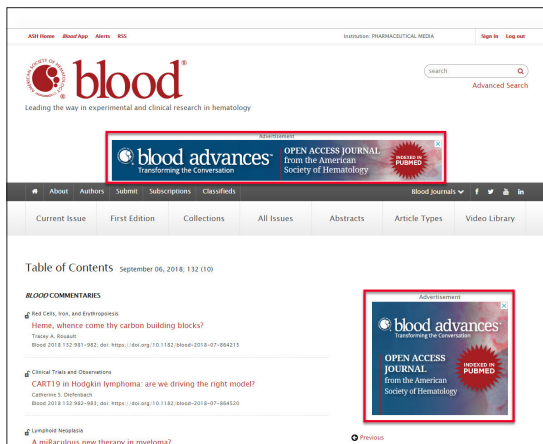 ASH Home Blood App Alerts RSS Institution: PHARMACEUTICAL MEDIA Sign In Log out
AMERICAN SOCIETY OF HEMATOLOGY
blood®
search
Advanced Search
Leading the way in experimental and clinical research in hematology
Advertisement
blood advances™
Transforming the Conversation
OPEN ACCESS JOURNAL
from the American
Society of Hematology
INDEXED IN
PUBMED
About Authors Submit Subscriptions Classifieds Blood Journals
Current Issue First Edition Collections All Issues Abstracts Article Types Video Library
Table of Contents September 06, 2018; 132 (10)
BLOOD COMMENTARIES
Red Cells, Iron, and Erythropoiesis
Heme, whence come thy carbon building blocks?
Tracey A. Rouault
Blood 2018 132:981-982; doi: https://doi.org/10.1182/blood-2018-07-864215
Clinical Trials and Observations
CART19 in Hodgkin lymphoma: are we driving the right model?
Catherine S. Diefenbach
Blood 2018 132:982-983; doi: https://doi.org/10.1182/blood-2018-07-864520
Lymphoid Neoplasia
A miRaculous new therapy in myeloma?
Advertisement
blood advances™
Transforming the Conversation
OPEN ACCESS
JOURNAL
from the American
Society of Hematology
INDEXED IN
PUBMED
Previous